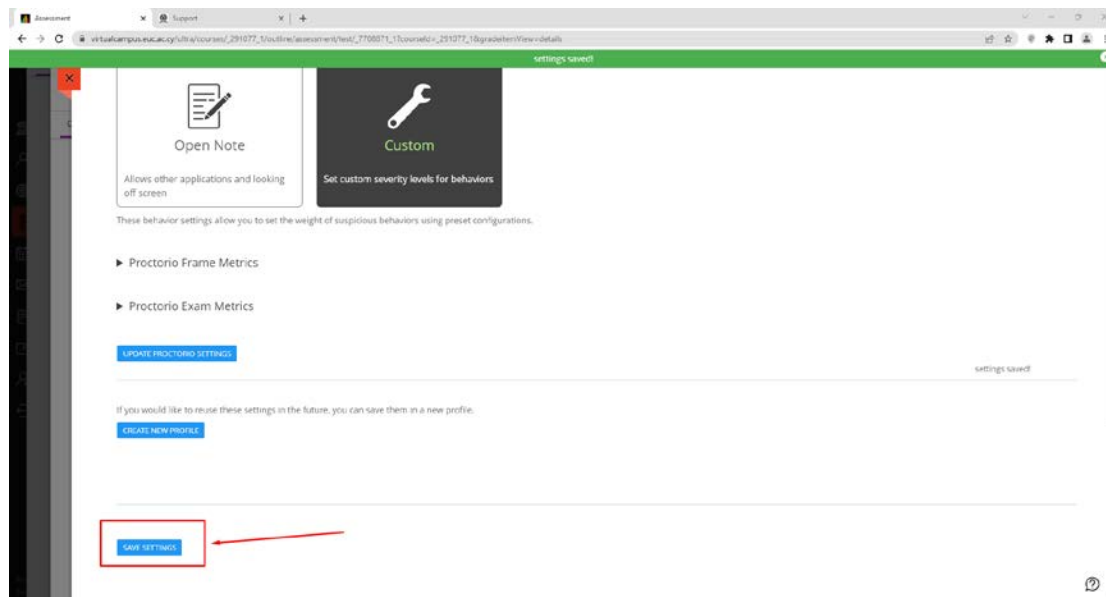 Assessment
Support
settings saved!
Open Note
Allows other applications and looking
off screen
Custom
Set custom severity levels for behaviors
These behavior settings allow you to set the weight of suspicious behaviors using preset configurations.
Proctorio Frame Metrics
Proctorio Exam Metrics
UPDATE PROCTORIO SETTINGS
settings saved!
If you would like to reuse these settings in the future, you can save them in a new profile.
CREATE NEW PROFILE
SAVE SETTINGS